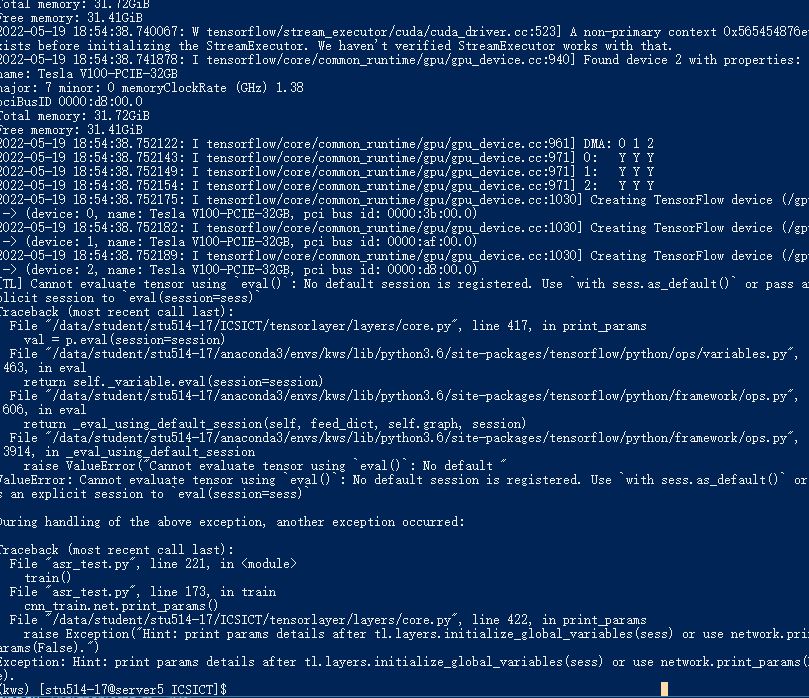 Total memory: 31.72GiB
Free memory: 31.41GiB
2022-05-19 18:54:38.740067: W tensorflow/stream_executor/cuda/cuda_driver.cc:523] A non-primary context 0x565454876e
xists before initializing the StreamExecutor. We haven't verified StreamExecutor works with that.
2022-05-19 18:54:38.741878: I tensorflow/core/common_runtime/gpu/gpu_device.cc:940] Found device 2 with properties:
name: Tesla V100-PCIE-32GB
major: 7 minor: 0 memoryClockRate (GHz) 1.38
pciBusID 0000:d8:00.0
Total memory: 31.72GiB
Free memory: 31.41GiB
2022-05-19 18:54:38.752122: I tensorflow/core/common_runtime/gpu/gpu_device.cc:961] DMA: 0 1 2
2022-05-19 18:54:38.752143: I tensorflow/core/common_runtime/gpu/gpu_device.cc:971] 0:   Y Y Y
2022-05-19 18:54:38.752149: I tensorflow/core/common_runtime/gpu/gpu_device.cc:971] 1:   Y Y Y
2022-05-19 18:54:38.752154: I tensorflow/core/common_runtime/gpu/gpu_device.cc:971] 2:   Y Y Y
2022-05-19 18:54:38.752175: I tensorflow/core/common_runtime/gpu/gpu_device.cc:1030] Creating TensorFlow device (/gp
-> (device: 0, name: Tesla V100-PCIE-32GB, pci bus id: 0000:3b:00.0)
2022-05-19 18:54:38.752182: I tensorflow/core/common_runtime/gpu/gpu_device.cc:1030] Creating TensorFlow device (/gp
-> (device: 1, name: Tesla V100-PCIE-32GB, pci bus id: 0000:af:00.0)
2022-05-19 18:54:38.752189: I tensorflow/core/common_runtime/gpu/gpu_device.cc:1030] Creating TensorFlow device (/gp
-> (device: 2, name: Tesla V100-PCIE-32GB, pci bus id: 0000:d8:00.0)
[TL] Cannot evaluate tensor using `eval()`: No default session is registered. Use `with sess.as_default()` or pass an
plicit session to `eval(session=sess)`
Traceback (most recent call last):
  File "/data/student/stu514-17/ICSICT/tensorlayer/layers/core.py", line 417, in print_params
    val = p.eval(session=session)
  File "/data/student/stu514-17/anaconda3/envs/kws/lib/python3.6/site-packages/tensorflow/python/ops/variables.py",
463, in eval
    return self._variable.eval(session=session)
  File "/data/student/stu514-17/anaconda3/envs/kws/lib/python3.6/site-packages/tensorflow/python/framework/ops.py",
606, in eval
    return _eval_using_default_session(self, feed_dict, self.graph, session)
  File "/data/student/stu514-17/anaconda3/envs/kws/lib/python3.6/site-packages/tensorflow/python/framework/ops.py",
3914, in _eval_using_default_session
    raise ValueError("Cannot evaluate tensor using `eval()`: No default "
ValueError: Cannot evaluate tensor using `eval()`: No default session is registered. Use `with sess.as_default()` or
s an explicit session to `eval(session=sess)`
During handling of the above exception, another exception occurred:
Traceback (most recent call last):
  File "asr_test.py", line 221, in <module>
    train()
  File "asr_test.py", line 173, in train
    cnn_train.net.print_params()
  File "/data/student/stu514-17/ICSICT/tensorlayer/layers/core.py", line 422, in print_params
    raise Exception("Hint: print params details after tl.layers.initialize_global_variables(sess) or use network.pri
arams(False).")
Exception: Hint: print params details after tl.layers.initialize_global_variables(sess) or use network.print_params(
e).
(kws) [stu514-17@server5 ICSICT]$